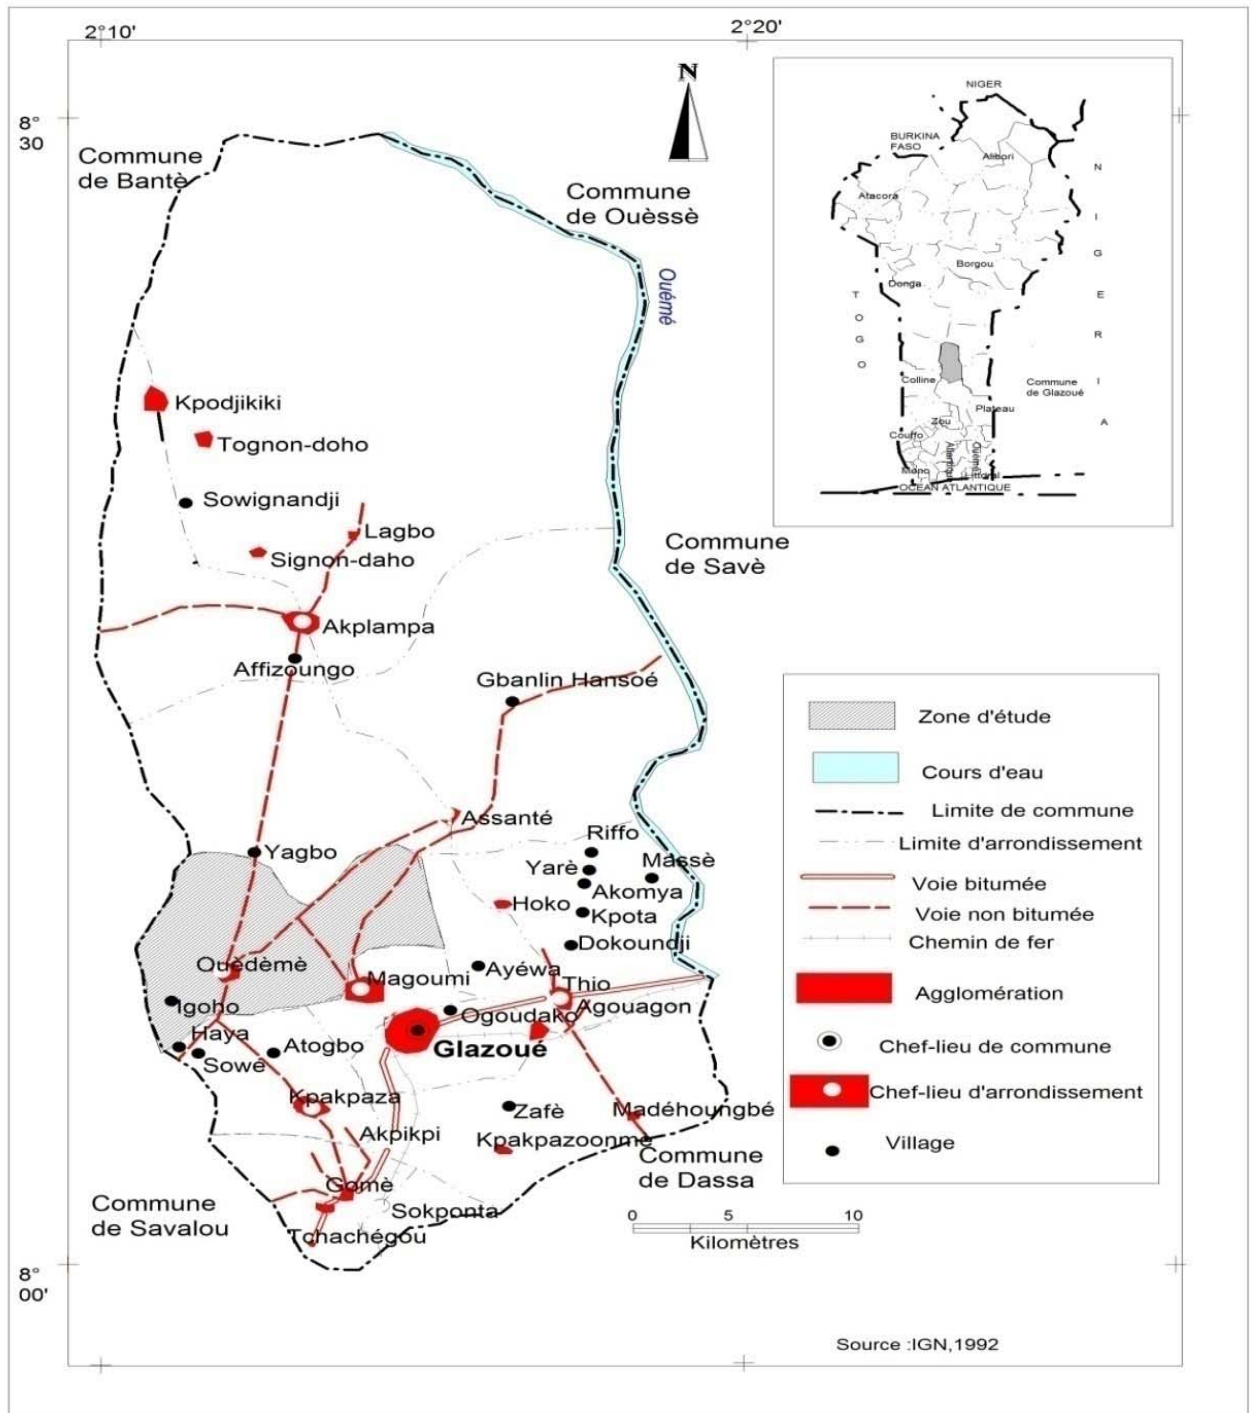 2°10'
2°20'
8°
30
Commune
de Bantè
N
Commune
de Ouèssè
Ouémé
NIGER
BURKINA
FASO
Alibori
Atacora
Borgou
Donga
N
I
G
E
R
I
A
T
O
G
O
Colline
Commune
de Glazoué
Plateau
Zou
Couffo
Atlantique
Ouémé
Mono
Littoral
OCEAN ATLANTIQUE
Kpodjikiki
Tognon-doho
Sowignandji
Lagbo
Signon-daho
Commune
de Savè
Akplampa
Affizoungo
Gbanlin Hansoé
Assanté
Riffo
Yagbo
Yarè
Massè
Akomya
Hoko
Kpota
Dokoundji
Ouèdèmè
Magoumi
Ayéwa
Thio
Igoho
Agouagon
Ogoudako
Haya
Sowé
Atogbo
Glazoué
Kpakpaza
Zafè
Madéhoungbé
Akpikpi
Kpakpazoonme
Commune
de Dassa
Gomè
Commune
de Savalou
Sokponta
Tchachégou
0 5 10
Kilomètres
Zone d'étude
Cours d'eau
Limite de commune
Limite d'arrondissement
Voie bitumée
Voie non bitumée
Chemin de fer
Agglomération
Chef-lieu de commune
Chef-lieu d'arrondissement
Village
8°
00'
Source :IGN,1992